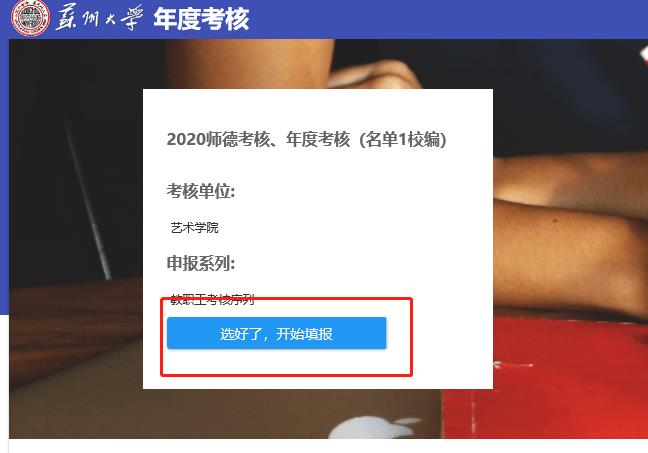 苏州大学 年度考核
2020师德考核、年度考核（名单1校编）
考核单位:
艺术学院
申报系列:
教职工考核序列
选好了，开始填报